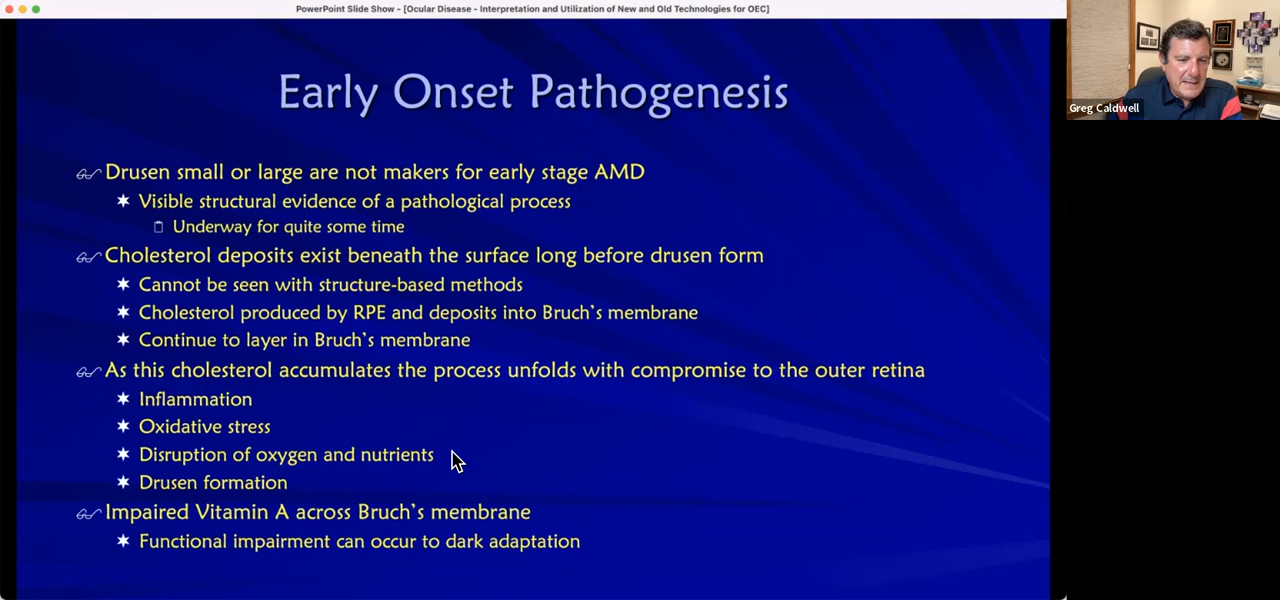 PowerPoint Slide Show - [Ocular Disease - Interpretation and Utilization of New and Old Technologies for OEC]
Early Onset Pathogenesis
Drusen small or large are not makers for early stage AMD
Visible structural evidence of a pathological process
Underway for quite some time
Cholesterol deposits exist beneath the surface long before drusen form
Cannot be seen with structure-based methods
Cholesterol produced by RPE and deposits into Bruch's membrane
Continue to layer in Bruch's membrane
As this cholesterol accumulates the process unfolds with compromise to the outer retina
Inflammation
Oxidative stress
Disruption of oxygen and nutrients
Drusen formation
Impaired Vitamin A across Bruch's membrane
Functional impairment can occur to dark adaptation
Greg Caldwell